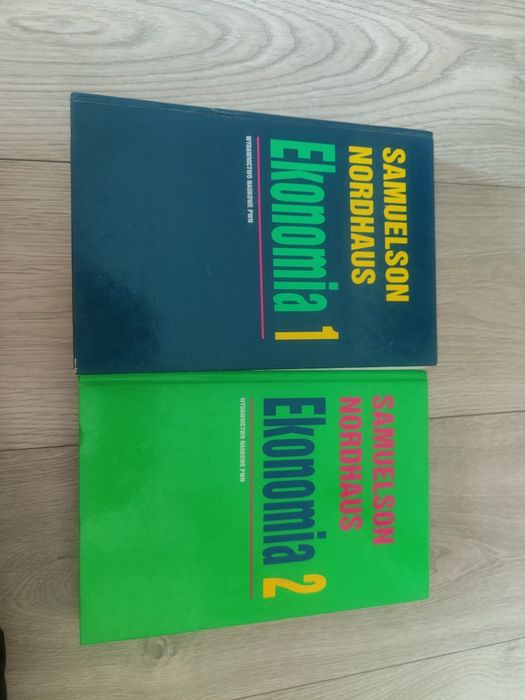 SAMUELSON
NORDHAUS
Ekonomia 1
WYDAWNICTWO NAUKOWE PWN
SAMUELSON
NORDHAUS
Ekonomia 2
WYDAWNICTWO NAUKOWE PWN